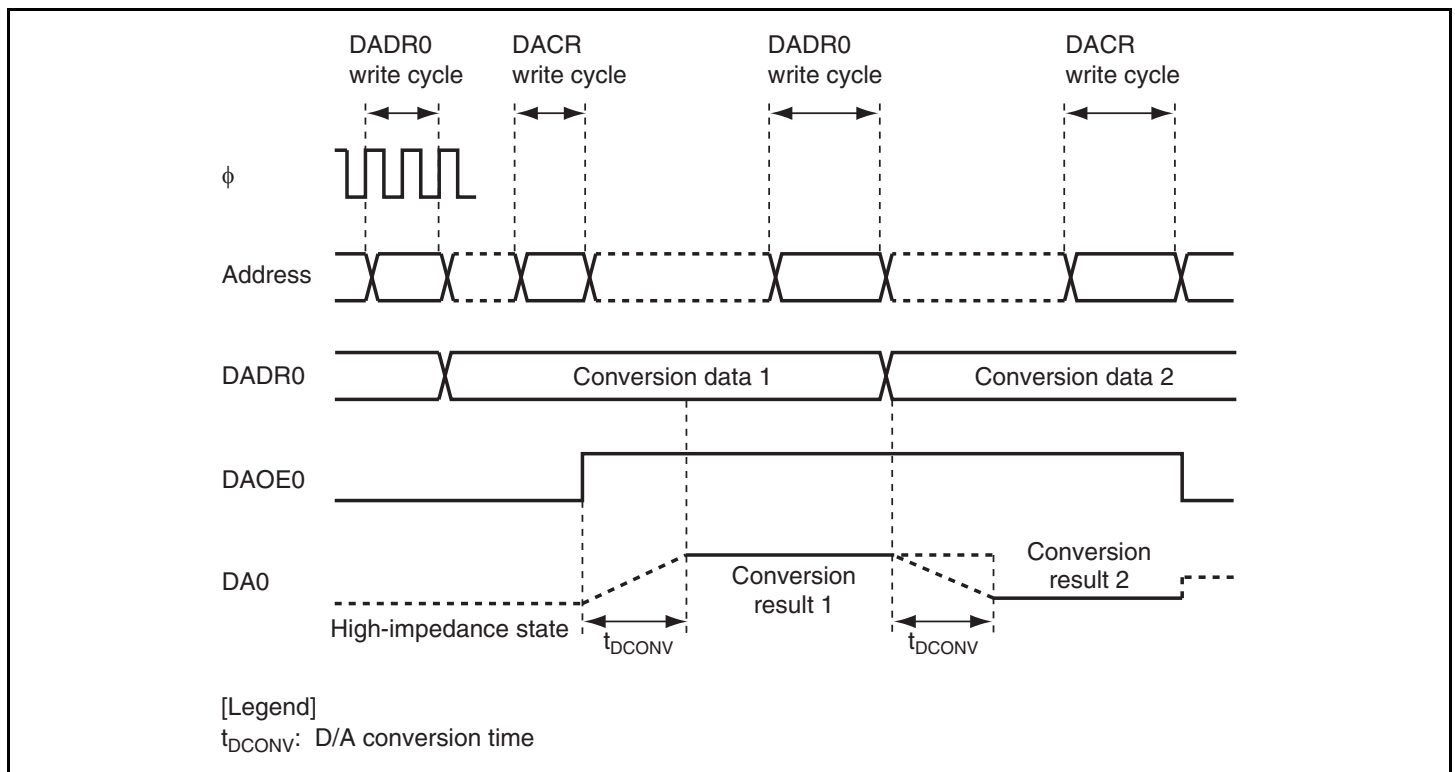 DADR0
write cycle
DACR
write cycle
DADR0
write cycle
DACR
write cycle
ϕ
Address
DADR0
Conversion data 1
Conversion data 2
DAOE0
DA0
High-impedance state
tDCONV
Conversion
result 1
tDCONV
Conversion
result 2
[Legend]
tDCONV: D/A conversion time